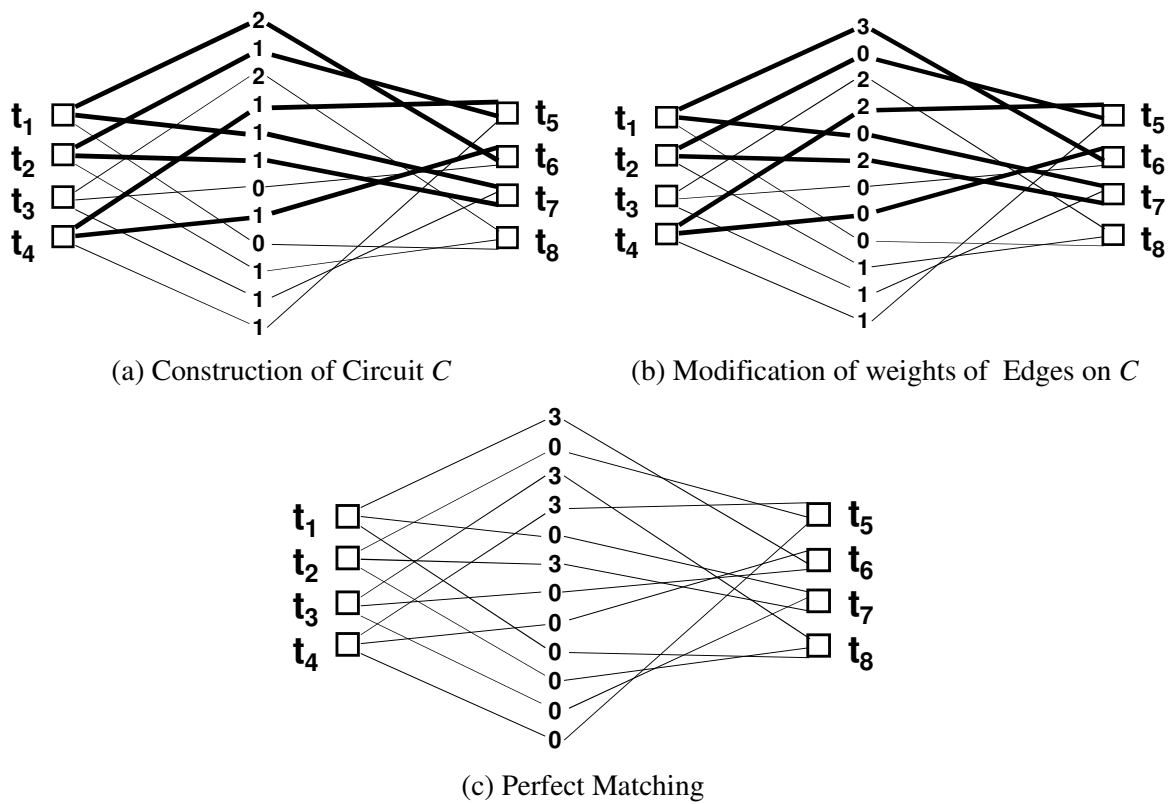 2
1
2
1
1
1
0
1
0
1
1
1
t1
t2
t3
t4
t5
t6
t7
t8
(a) Construction of Circuit C
3
0
2
2
0
2
0
0
0
1
1
1
t1
t2
t3
t4
t5
t6
t7
t8
(b) Modification of weights of Edges on C
3
0
3
3
0
3
0
0
0
0
0
0
t1
t2
t3
t4
t5
t6
t7
t8
(c) Perfect Matching